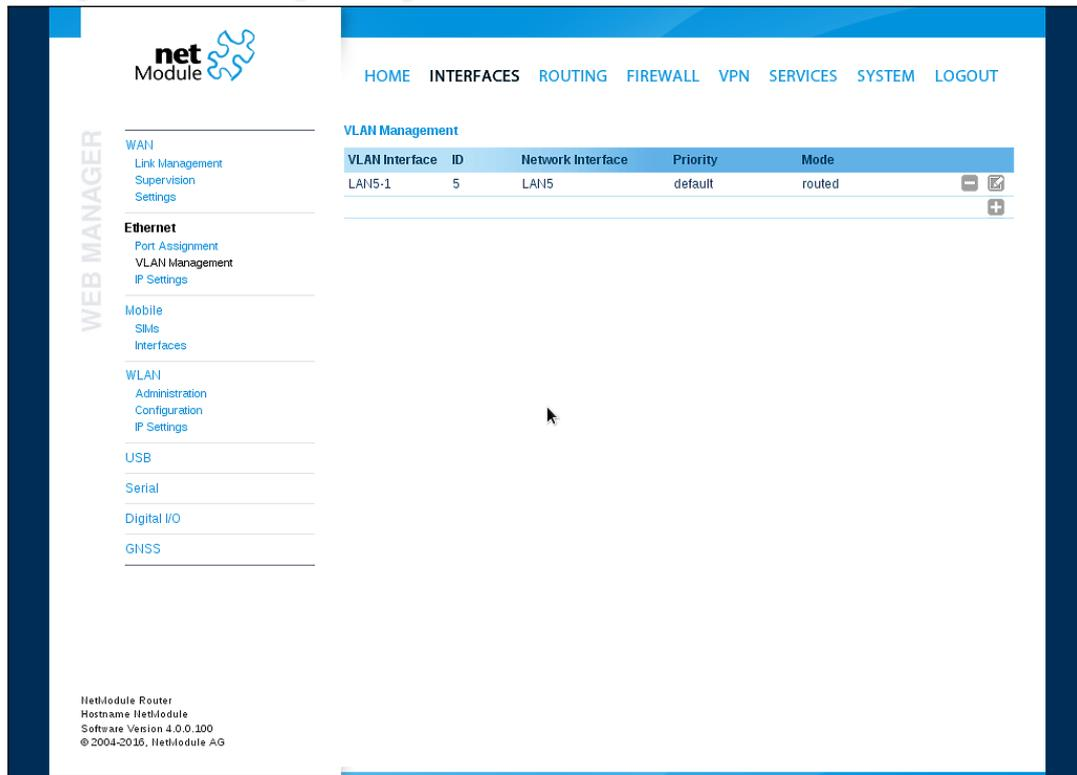 net
Module
HOME INTERFACES ROUTING FIREWALL VPN SERVICES SYSTEM LOGOUT
WEB MANAGER
WAN
Link Management
Supervision
Settings
Ethernet
Port Assignment
VLAN Management
IP Settings
Mobile
SIMs
Interfaces
WLAN
Administration
Configuration
IP Settings
USB
Serial
Digital I/O
GNSS
VLAN Management
VLAN Interface ID Network Interface Priority Mode
LAN5-1 5 LAN5 default routed
NetModule Router
Hostname NetModule
Software Version 4.0.0.100
© 2004-2016, NetModule AG